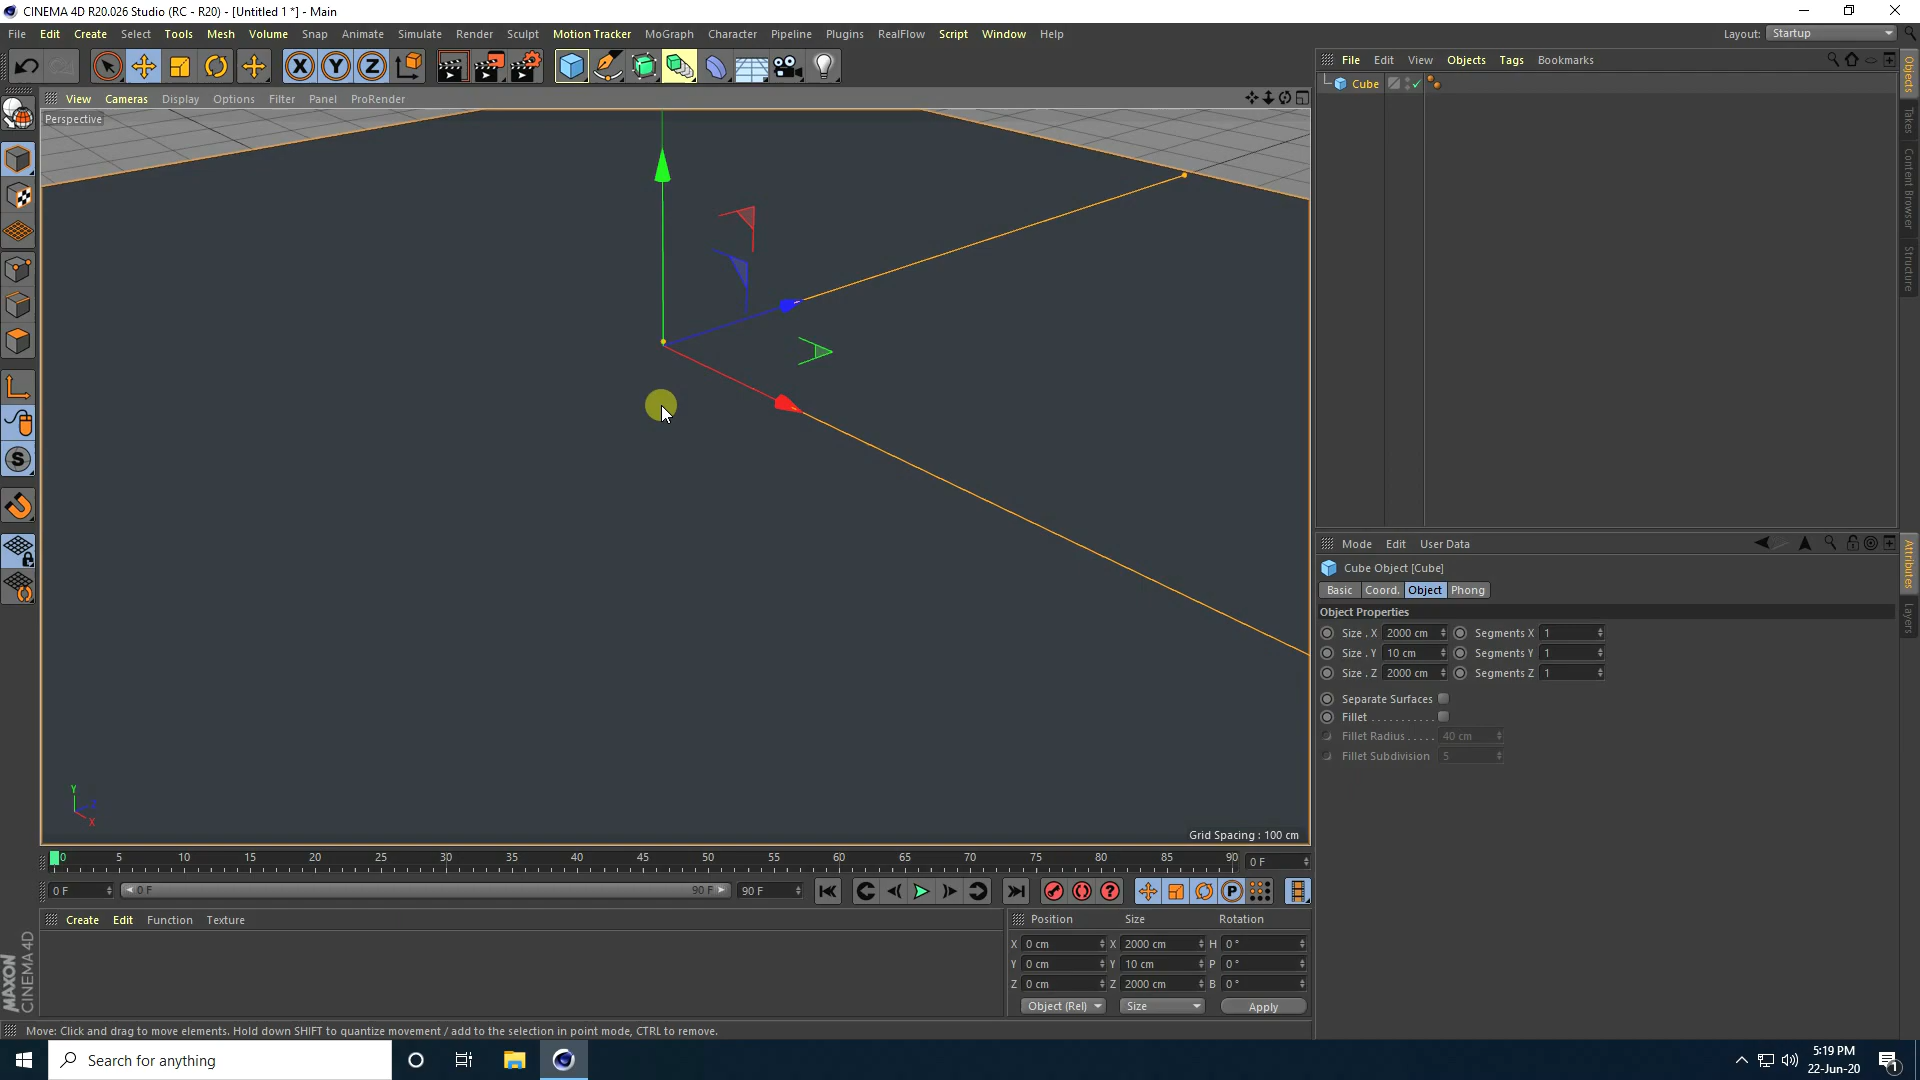 CINEMA 4D R20.026 Studio (RC - R20) - [Untitled 1 *] - Main
File Edit Create Select Tools Mesh Volume Snap Animate Simulate Render Sculpt Motion Tracker MoGraph Character Pipeline Plugins RealFlow Script Window Help Layout: Startup
X Y Z
View Cameras Display Options Filter Panel ProRender
File Edit View Objects Tags Bookmarks
Cube
Perspective
Objects
Takes
Content Browser
Structure
S
Mode Edit User Data
Cube Object [Cube]
Basic Coord. Object Phong
Object Properties
Size . X 2000 cm Segments X 1
Size . Y 10 cm Segments Y 1
Size . Z 2000 cm Segments Z 1
Separate Surfaces
Fillet . . . . . . . . . . .
Fillet Radius . . . . . 40 cm
Fillet Subdivision 5
Attributes
Layers
Y
X
Grid Spacing : 100 cm
0 5 10 15 20 25 30 35 40 45 50 55 60 65 70 75 80 85 90 0 F
0 F 0 F 90 F 90 F P
Create Edit Function Texture
Position Size Rotation
X 0 cm X 2000 cm H 0 °
Y 0 cm Y 10 cm P 0 °
Z 0 cm Z 2000 cm B 0 °
Object (Rel) Size Apply
MAXON
CINEMA 4D
Move: Click and drag to move elements. Hold down SHIFT to quantize movement / add to the selection in point mode, CTRL to remove.
Search for anything
5:19 PM
22-Jun-20
1